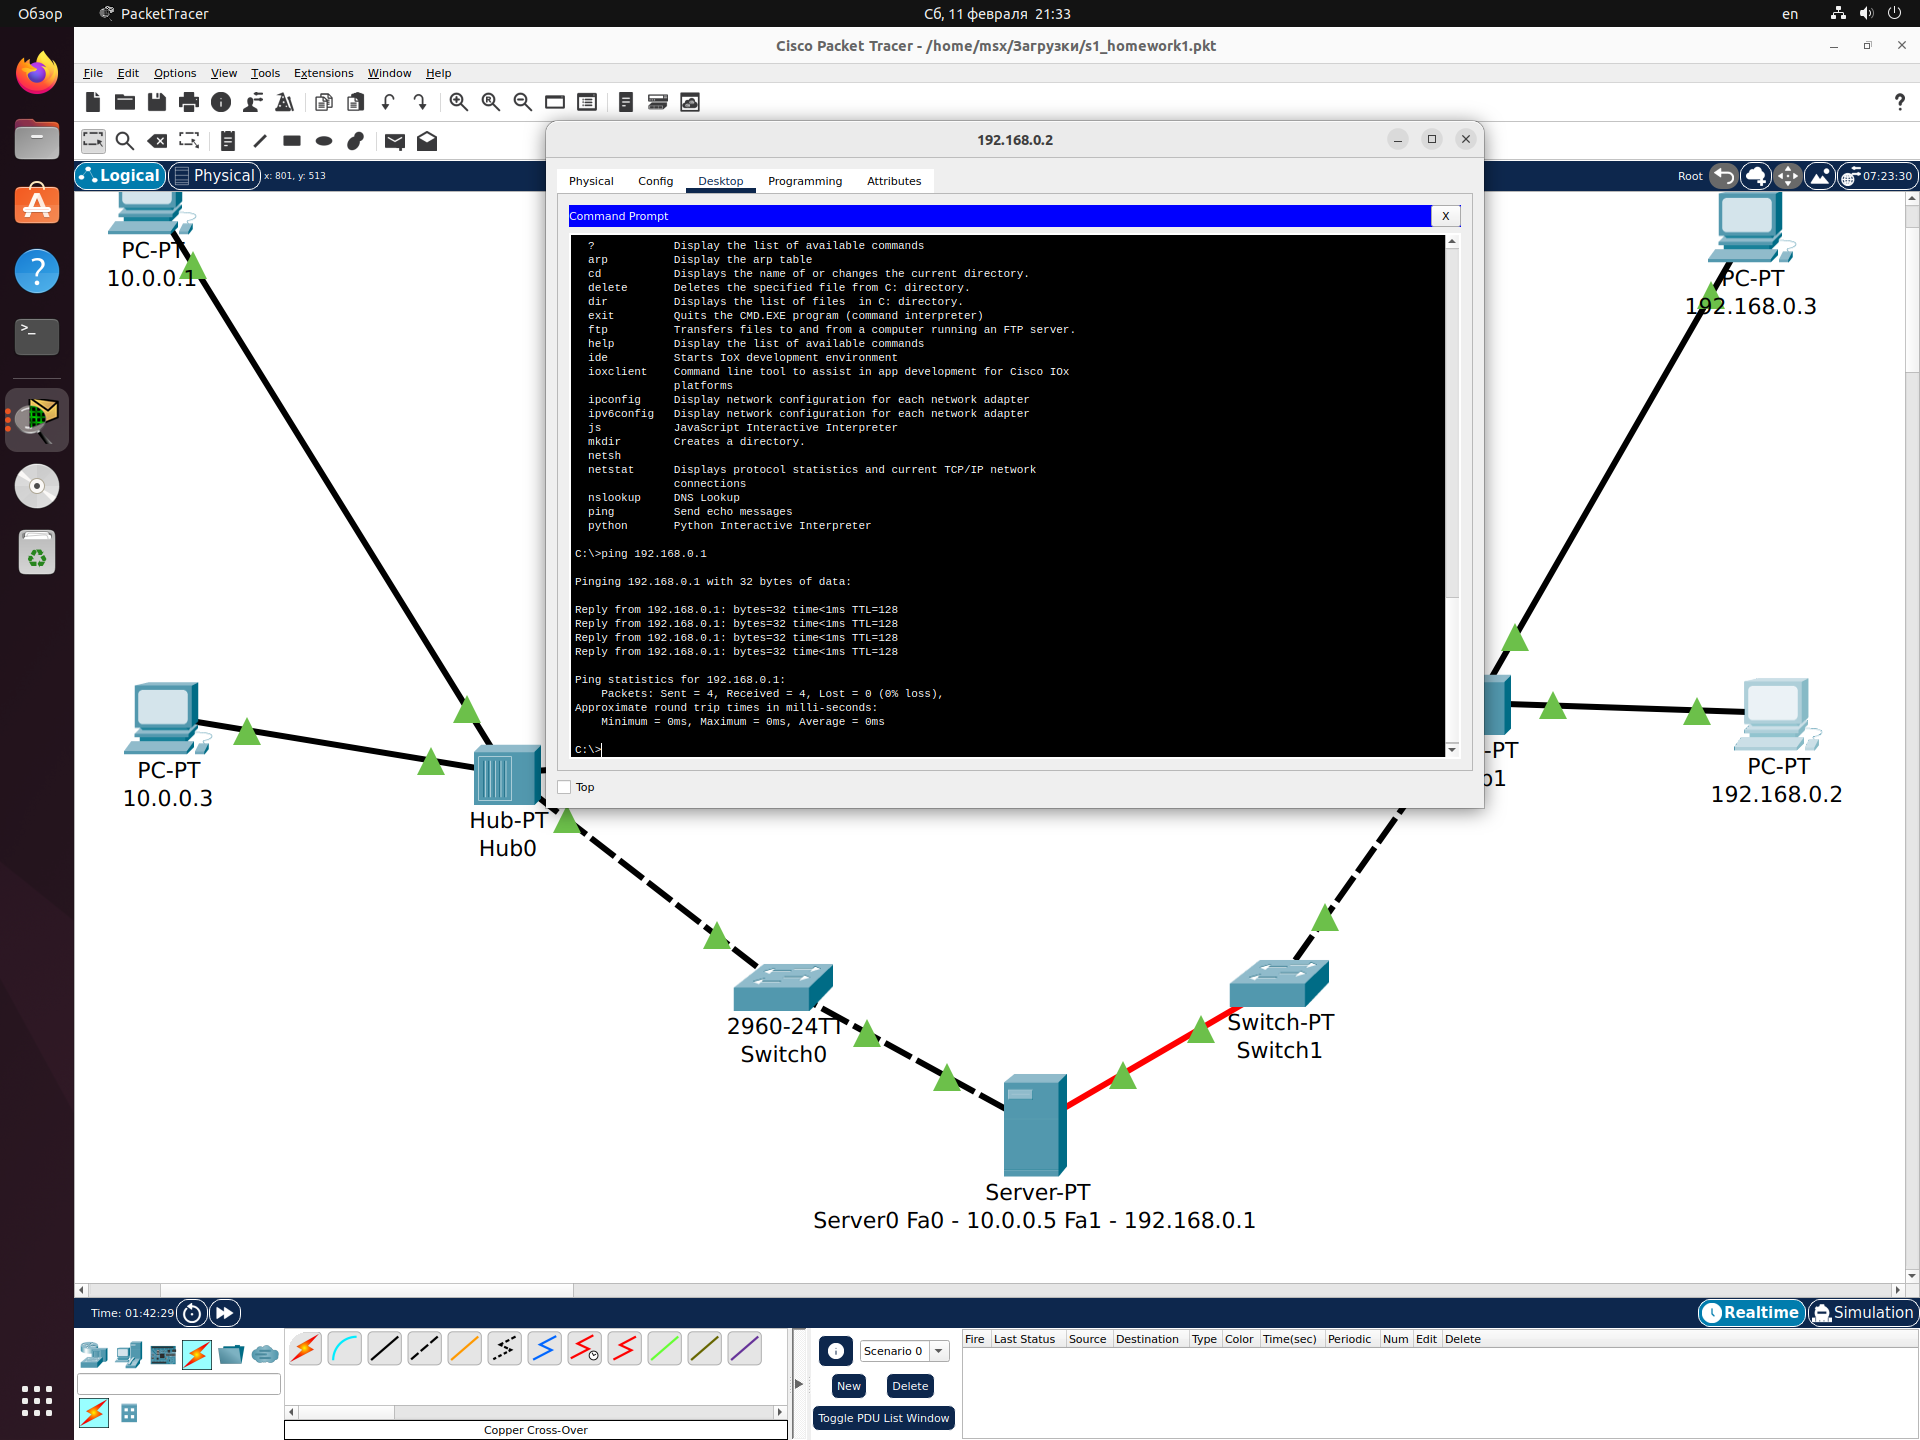 Обзор
PacketTracer
Сб, 11 февраля 21:33
en
Cisco Packet Tracer - /home/msx/Загрузки/s1_homework1.pkt
File Edit Options View Tools Extensions Window Help
?
Logical
Physical
x: 801, y: 513
Root
07:23:30
192.168.0.2
Physical Config Desktop Programming Attributes
Command Prompt
X
? Display the list of available commands
arp Display the arp table
cd Displays the name of or changes the current directory.
delete Deletes the specified file from C: directory.
dir Displays the list of files in C: directory.
exit Quits the CMD.EXE program (command interpreter)
ftp Transfers files to and from a computer running an FTP server.
help Display the list of available commands
ide Starts IoX development environment
ioxclient Command line tool to assist in app development for Cisco IOx
platforms
ipconfig Display network configuration for each network adapter
ipv6config Display network configuration for each network adapter
js JavaScript Interactive Interpreter
mkdir Creates a directory.
netsh
netstat Displays protocol statistics and current TCP/IP network
connections
nslookup DNS Lookup
ping Send echo messages
python Python Interactive Interpreter
C:\>ping 192.168.0.1
Pinging 192.168.0.1 with 32 bytes of data:
Reply from 192.168.0.1: bytes=32 time<1ms TTL=128
Reply from 192.168.0.1: bytes=32 time<1ms TTL=128
Reply from 192.168.0.1: bytes=32 time<1ms TTL=128
Reply from 192.168.0.1: bytes=32 time<1ms TTL=128
Ping statistics for 192.168.0.1:
Packets: Sent = 4, Received = 4, Lost = 0 (0% loss),
Approximate round trip times in milli-seconds:
Minimum = 0ms, Maximum = 0ms, Average = 0ms
C:\>
Top
PC-PT
10.0.0.1
PC-PT
192.168.0.3
PC-PT
10.0.0.3
Hub-PT
Hub0
-PT
b1
PC-PT
192.168.0.2
2960-24TT
Switch0
Switch-PT
Switch1
Server-PT
Server0 Fa0 - 10.0.0.5 Fa1 - 192.168.0.1
Time: 01:42:29
Realtime
Simulation
Scenario 0
New
Delete
Toggle PDU List Window
Fire Last Status Source Destination Type Color Time(sec) Periodic Num Edit Delete
Copper Cross-Over